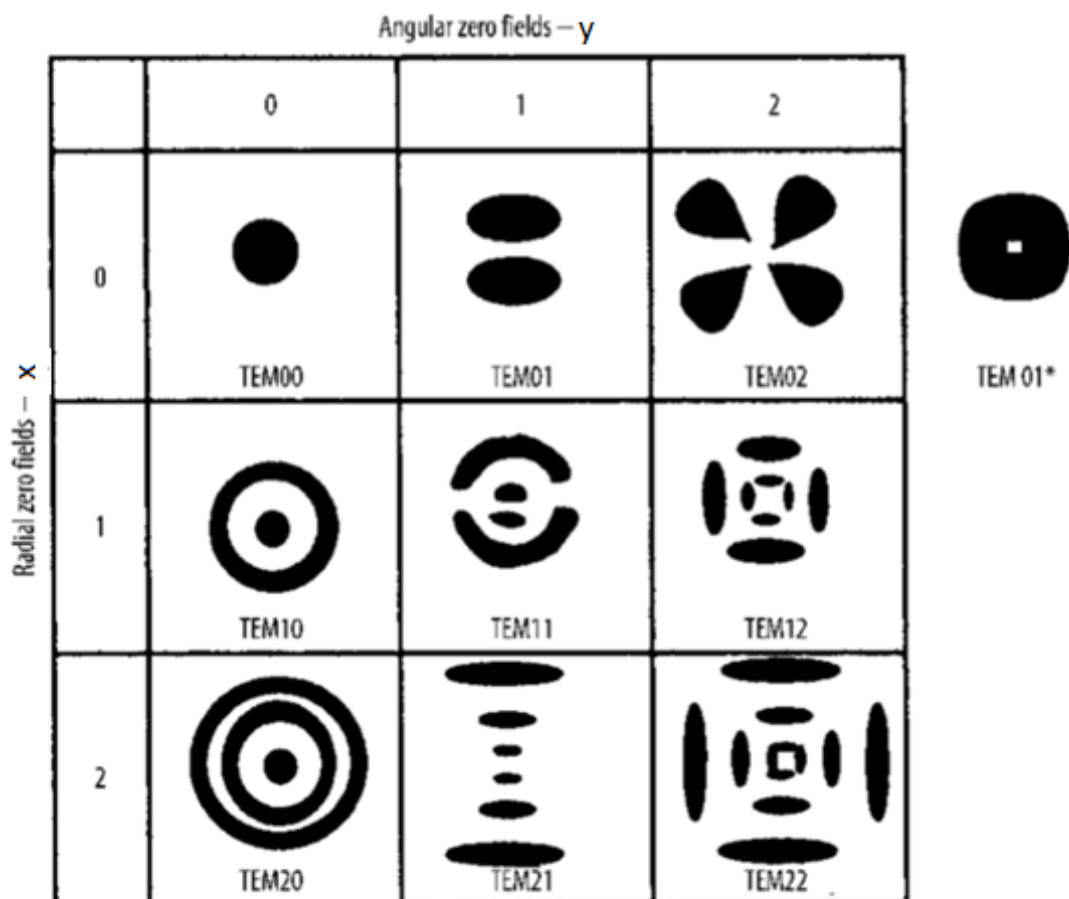 Angular zero fields – y
0 1 2
0
TEM00 TEM01 TEM02 TEM 01*
Radial zero fields – x
1
TEM10 TEM11 TEM12
2
TEM20 TEM21 TEM22